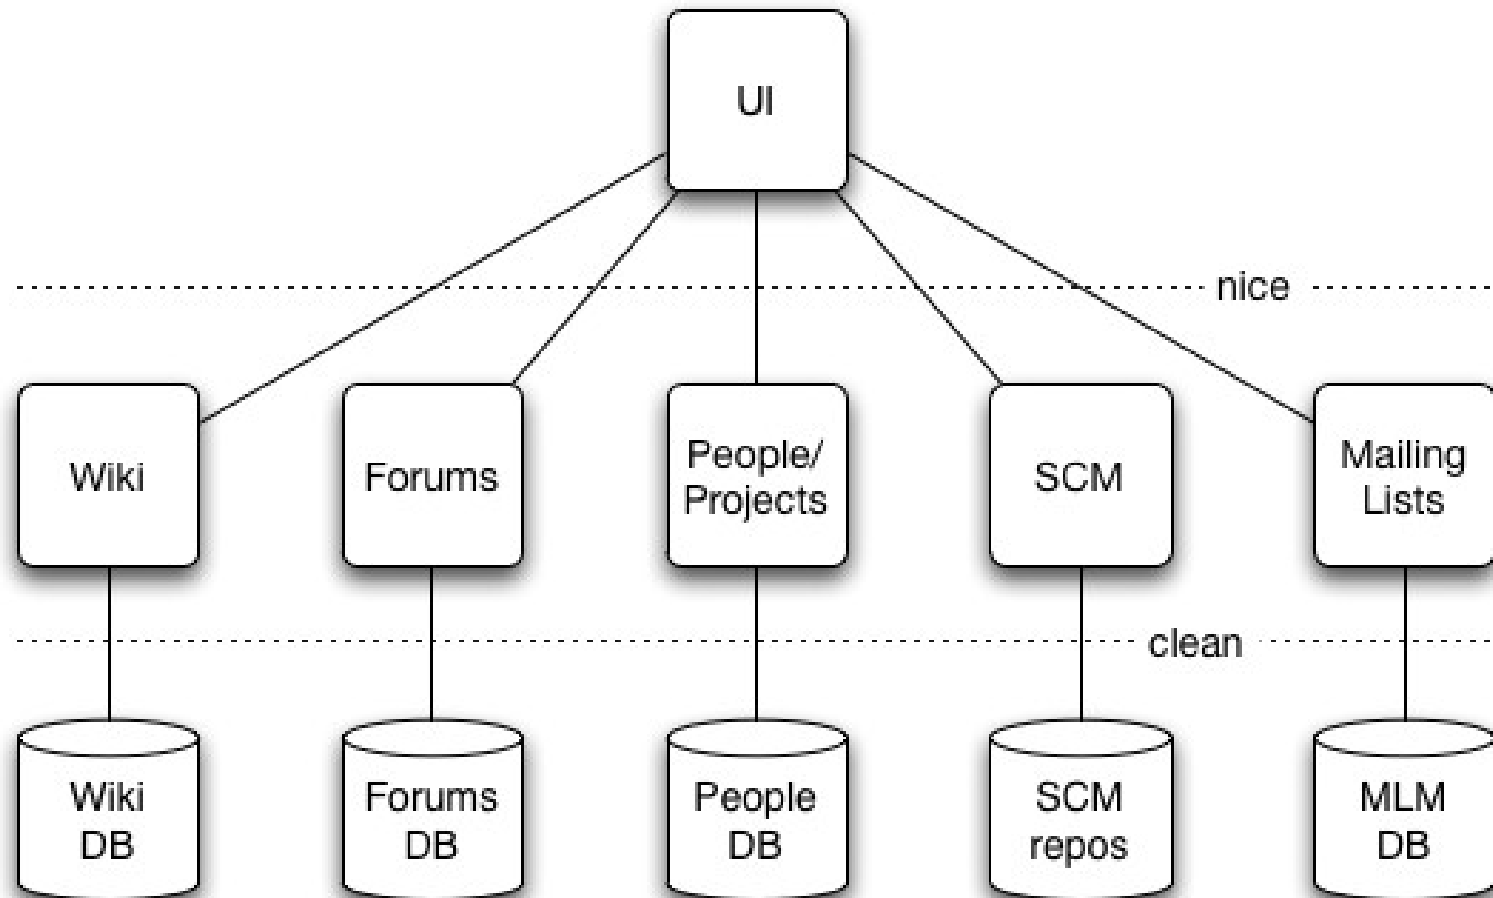 UI
nice
Wiki
Forums
People/
Projects
SCM
Mailing
Lists
clean
Wiki
DB
Forums
DB
People
DB
SCM
repos
MLM
DB